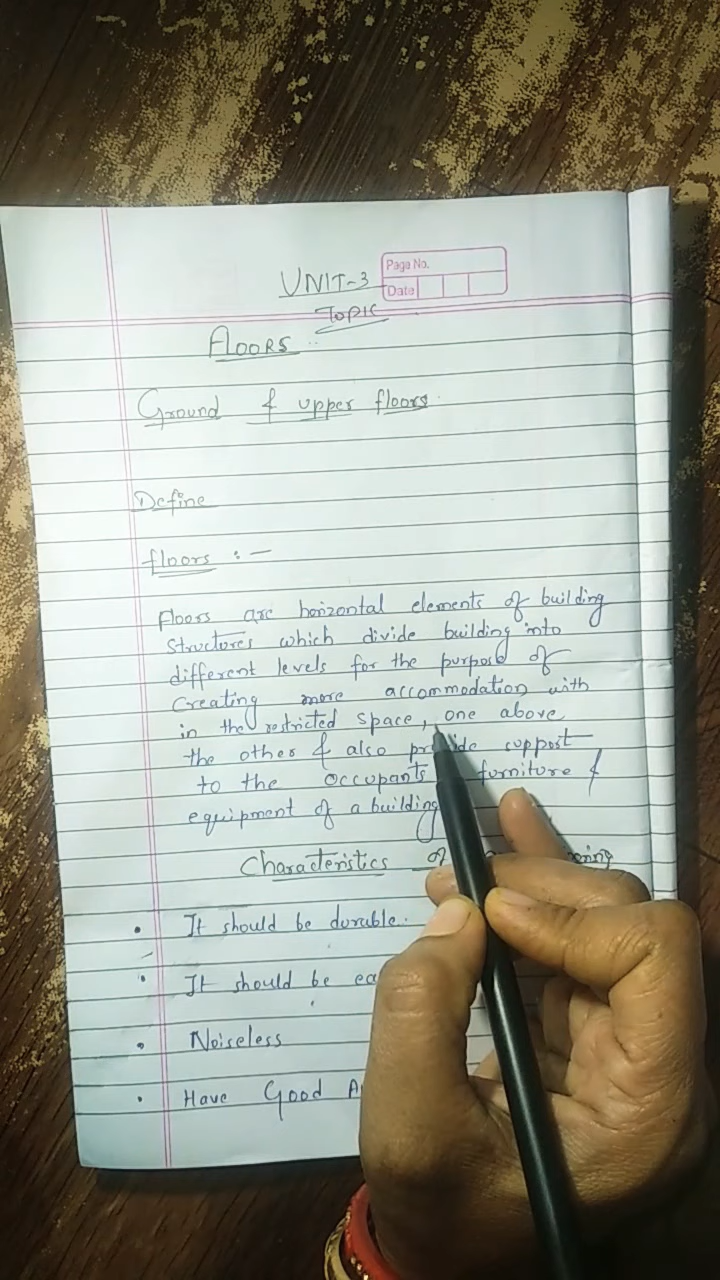 UNIT-3
Page No.
Date
Topic
Floors
Ground & upper floors
Define
floors :-
Floors are horizontal elements of building
structures which divide building into
different levels for the purpose of
Creating more accommodation with
in the restricted space, one above
the other & also provide support
to the occupants furniture &
equipment of a building
Characteristics of
It should be durable.
It should be
Noiseless
Have Good